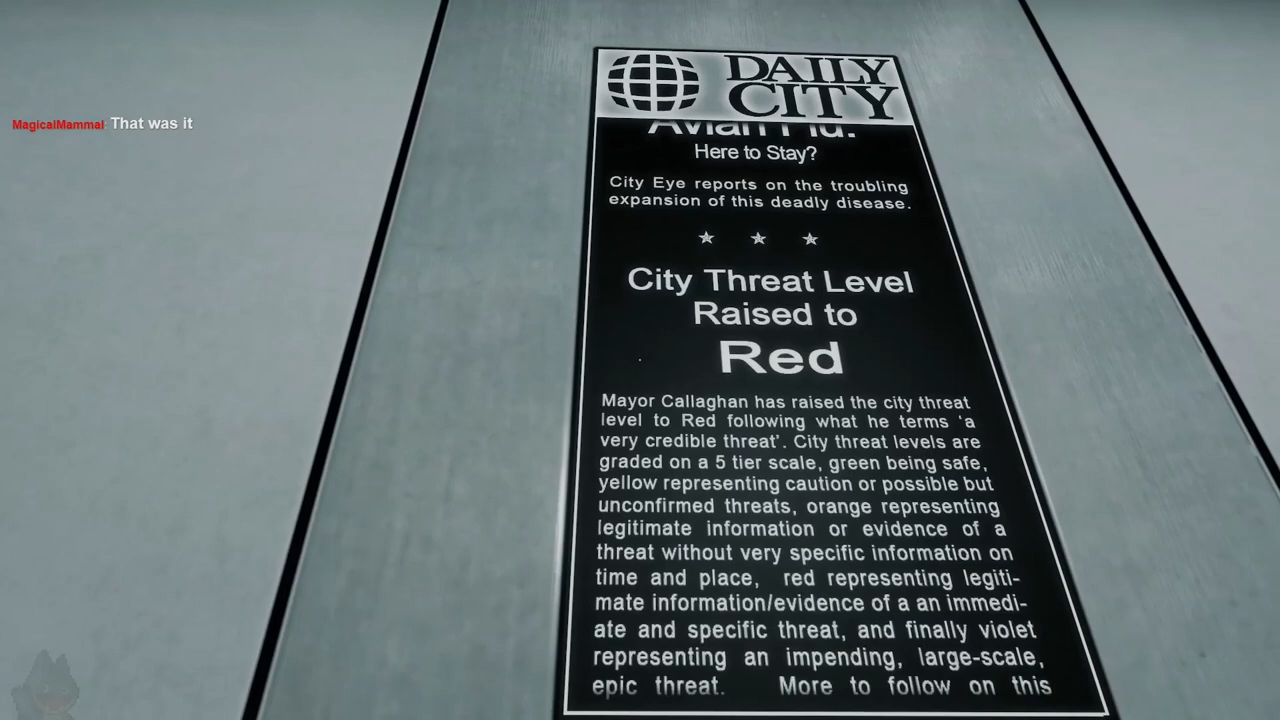 MagicalMammal: That was it
DAILY
CITY
Avian Flu:
Here to Stay?
City Eye reports on the troubling
expansion of this deadly disease.
City Threat Level
Raised to
Red
Mayor Callaghan has raised the city threat
level to Red following what he terms 'a
very credible threat'. City threat levels are
graded on a 5 tier scale, green being safe,
yellow representing caution or possible but
unconfirmed threats, orange representing
legitimate information or evidence of a
threat without very specific information on
time and place, red representing legiti-
mate information/evidence of a an immedi-
ate and specific threat, and finally violet
representing an impending, large-scale,
epic threat. More to follow on this